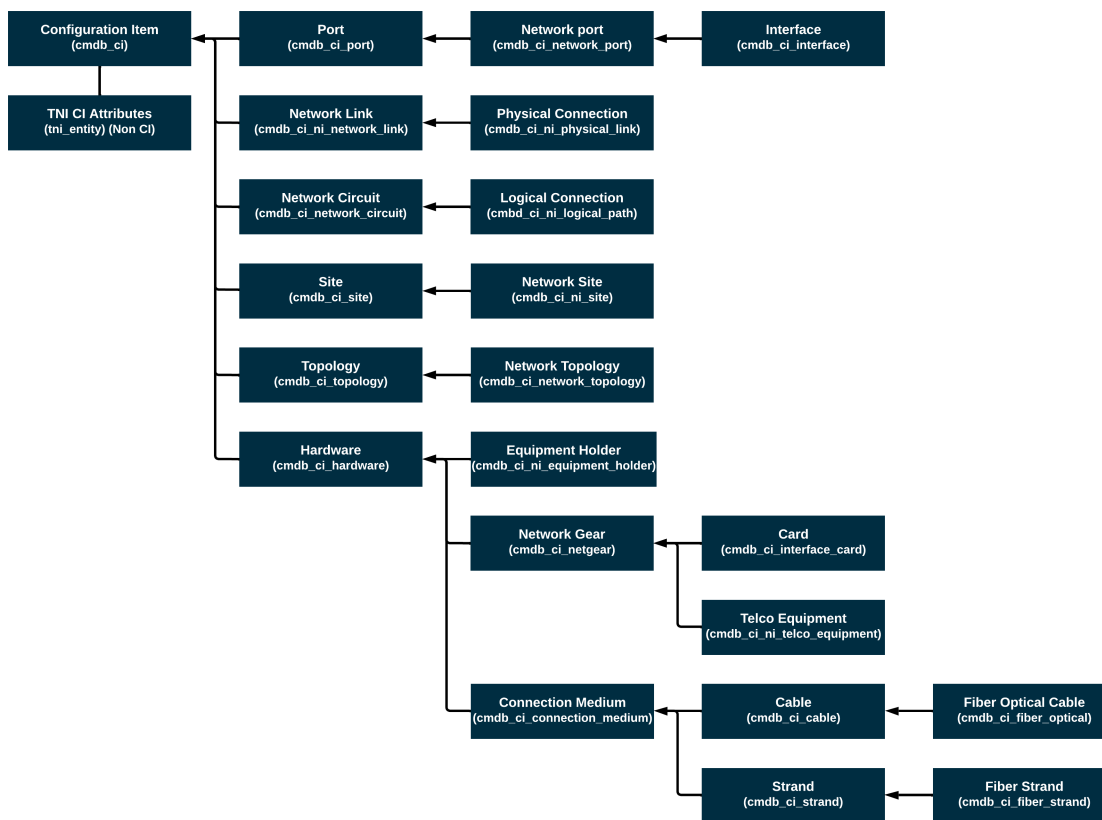 Configuration Item
(cmdb_ci)
Port
(cmdb_ci_port)
Network port
(cmdb_ci_network_port)
Interface
(cmdb_ci_interface)
TNI CI Attributes
(tni_entity) (Non CI)
Network Link
(cmdb_ci_ni_network_link)
Physical Connection
(cmdb_ci_ni_physical_link)
Network Circuit
(cmdb_ci_network_circuit)
Logical Connection
(cmbd_ci_ni_logical_path)
Site
(cmdb_ci_site)
Network Site
(cmdb_ci_ni_site)
Topology
(cmdb_ci_topology)
Network Topology
(cmdb_ci_network_topology)
Hardware
(cmdb_ci_hardware)
Equipment Holder
(cmdb_ci_ni_equipment_holder)
Network Gear
(cmdb_ci_netgear)
Card
(cmdb_ci_interface_card)
Telco Equipment
(cmdb_ci_ni_telco_equipment)
Connection Medium
(cmdb_ci_connection_medium)
Cable
(cmdb_ci_cable)
Fiber Optical Cable
(cmdb_ci_fiber_optical)
Strand
(cmdb_ci_strand)
Fiber Strand
(cmdb_ci_fiber_strand)